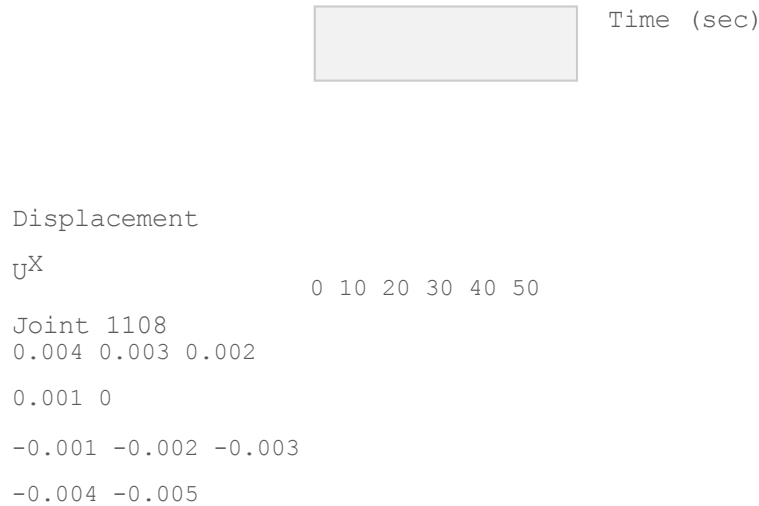 Time (sec)
Displacement
UX
0 10 20 30 40 50
Joint 1108
0.004 0.003 0.002
0.001 0
-0.001 -0.002 -0.003
-0.004 -0.005